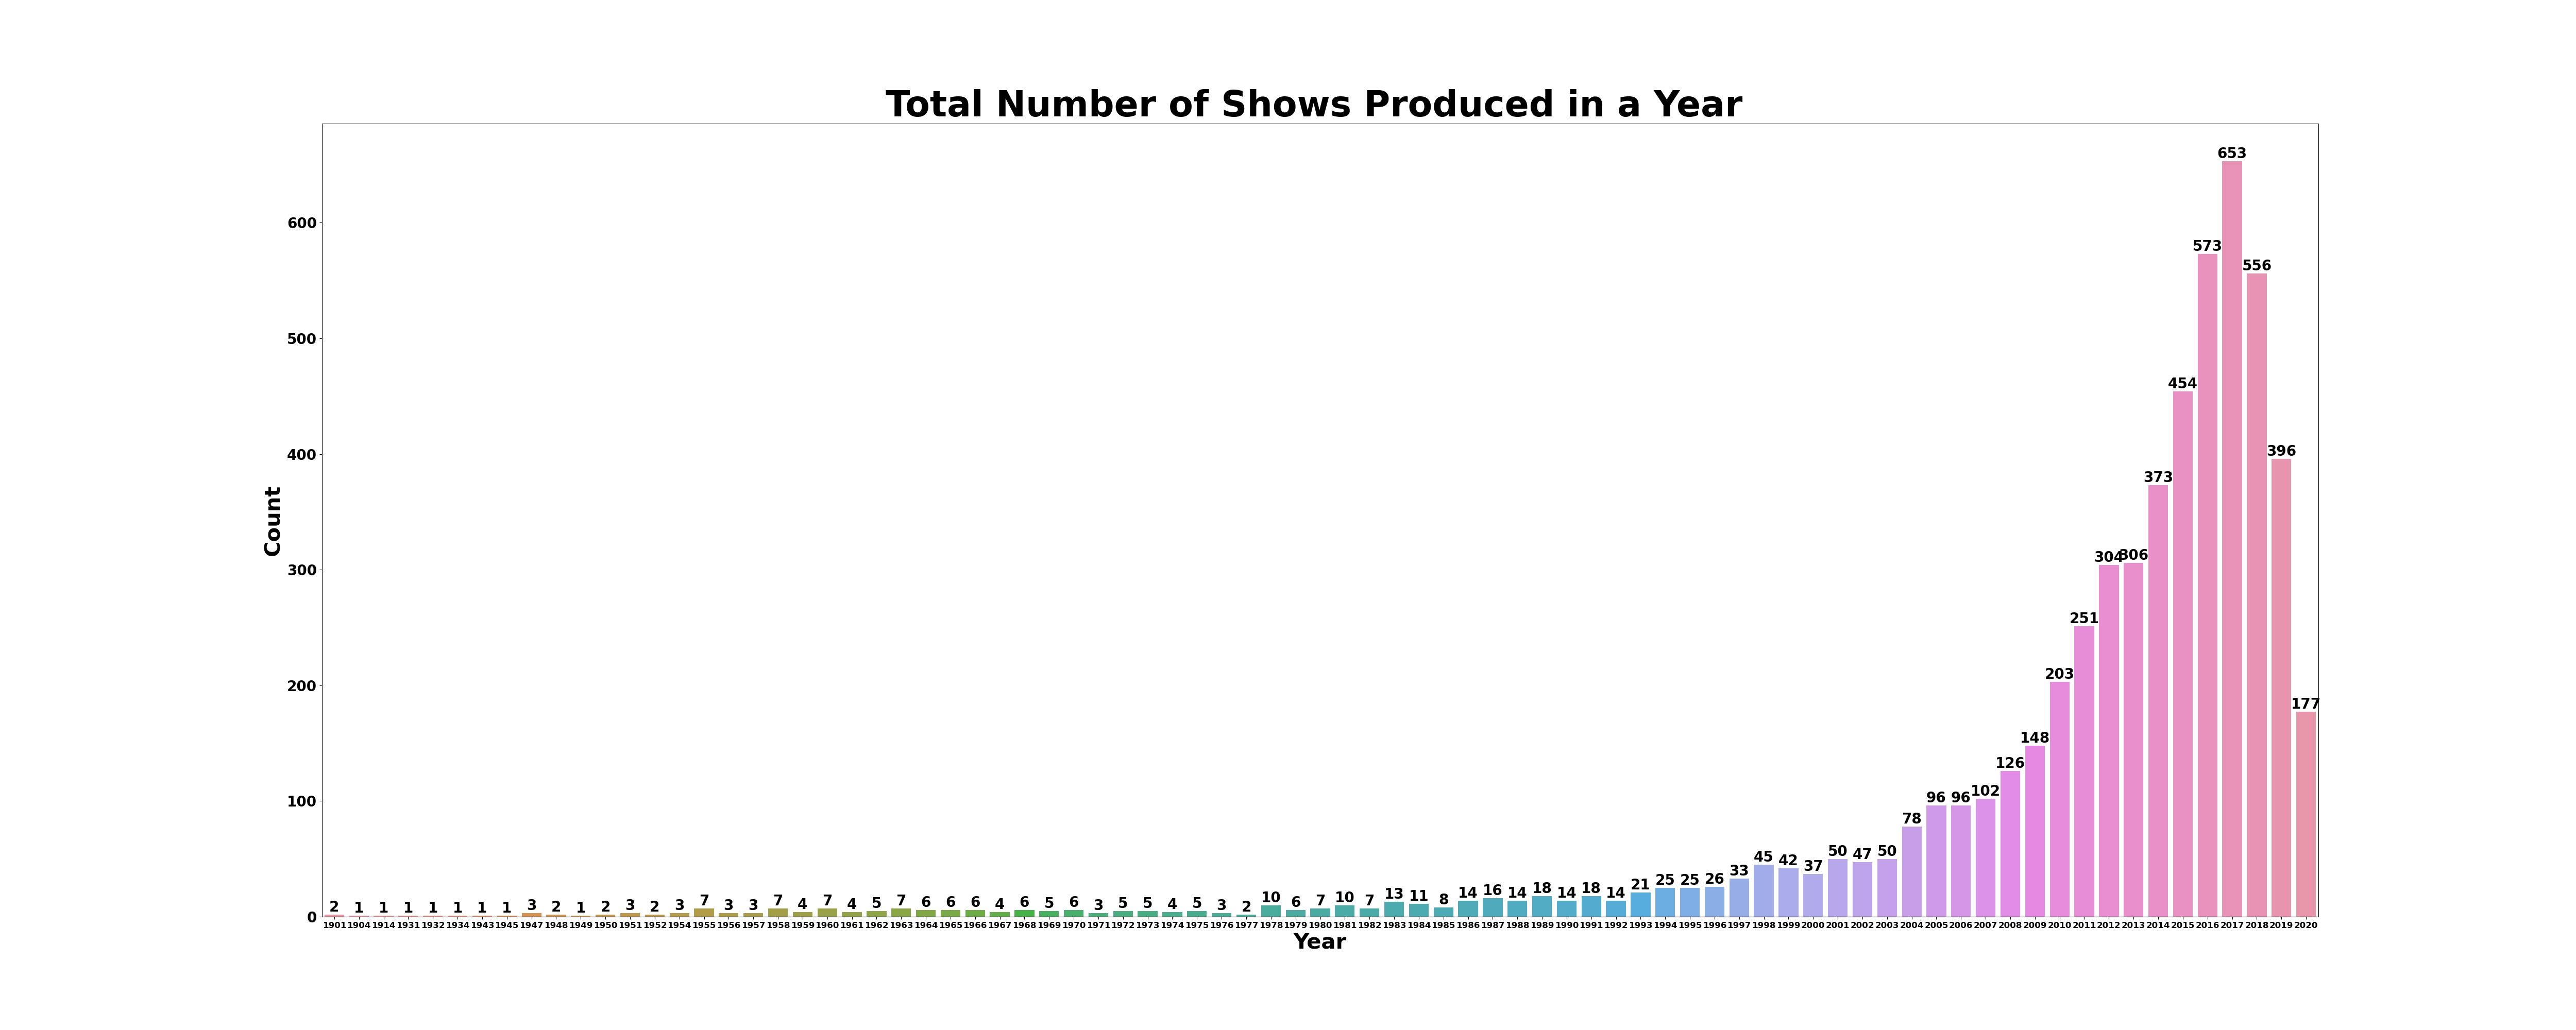 Total Number of Shows Produced in a Year
600
500
400
300
200
100
0
Count
2 1 1 1 1 1 1 1 3 2 1 2 3 2 3 7 3 3 7 4 7 4 5 7 6 6 6 4 6 5 6 3 5 5 4 5 3 2 10 6 7 10 7 13 11 8 14 16 14 18 14 18 14 21 25 25 26 33 45 42 37 50 47 50 78 96 96 102 126 148 203 251 304 306 373 454 573 653 556 396 177
1901 1904 1914 1931 1932 1934 1943 1945 1947 1948 1949 1950 1951 1952 1954 1955 1956 1957 1958 1959 1960 1961 1962 1963 1964 1965 1966 1967 1968 1969 1970 1971 1972 1973 1974 1975 1976 1977 1978 1979 1980 1981 1982 1983 1984 1985 1986 1987 1988 1989 1990 1991 1992 1993 1994 1995 1996 1997 1998 1999 2000 2001 2002 2003 2004 2005 2006 2007 2008 2009 2010 2011 2012 2013 2014 2015 2016 2017 2018 2019 2020
Year